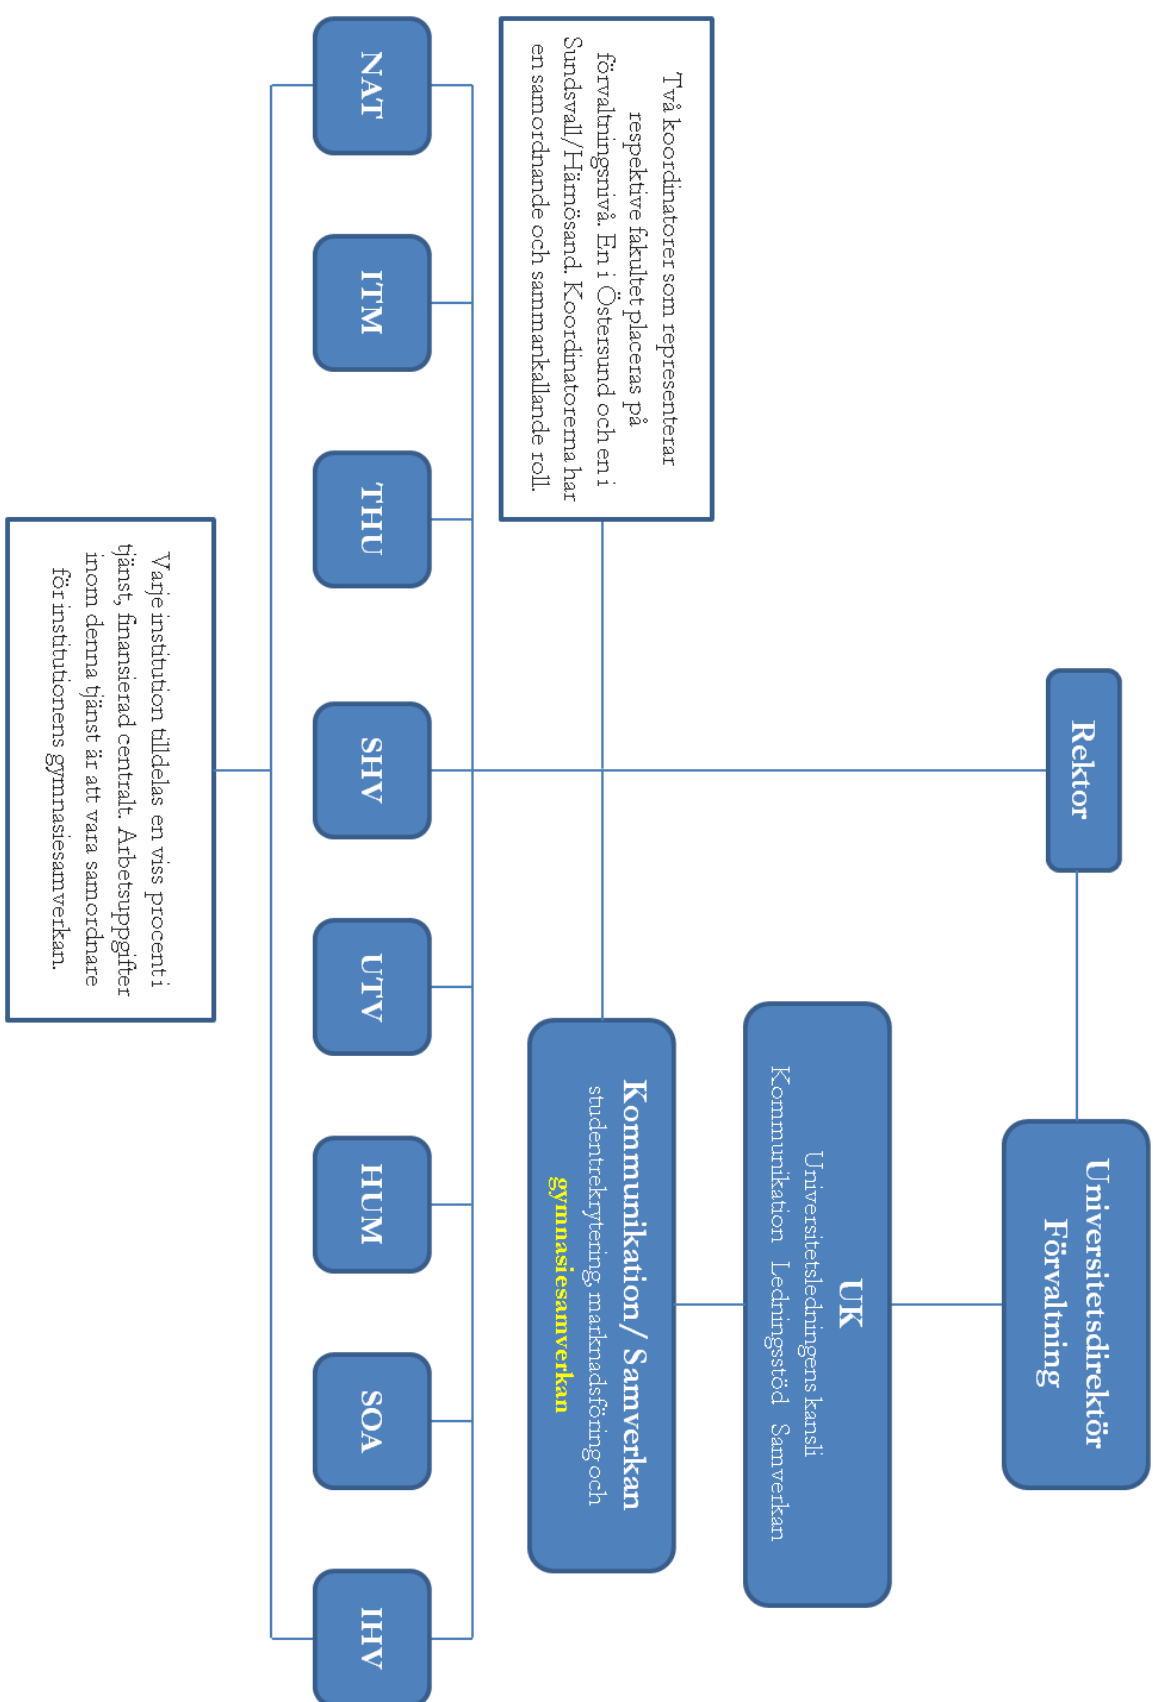 Rektor
Universitetsdirektör
Förvaltning
UK
Universitetsledningens kansli
Kommunikation Ledningsstöd Samverkan
Två koordinatorer som representerar
respektive fakultet placeras på
förvaltningsnivå. En i Östersund och en i
Sundsvall/Härnösand. Koordinatorerna har
en samordnande och sammankallande roll.
Kommunikation/ Samverkan
studentrekrytering, marknadsföring och
gymnasiesamverkan
NAT
ITM
THU
SHV
UTV
HUM
SOA
IHV
Varje institution tilldelas en viss procent i
tjänst, finansierad centralt. Arbetsuppgifter
inom denna tjänst är att vara samordnare
för institutionens gymnasiesamverkan.